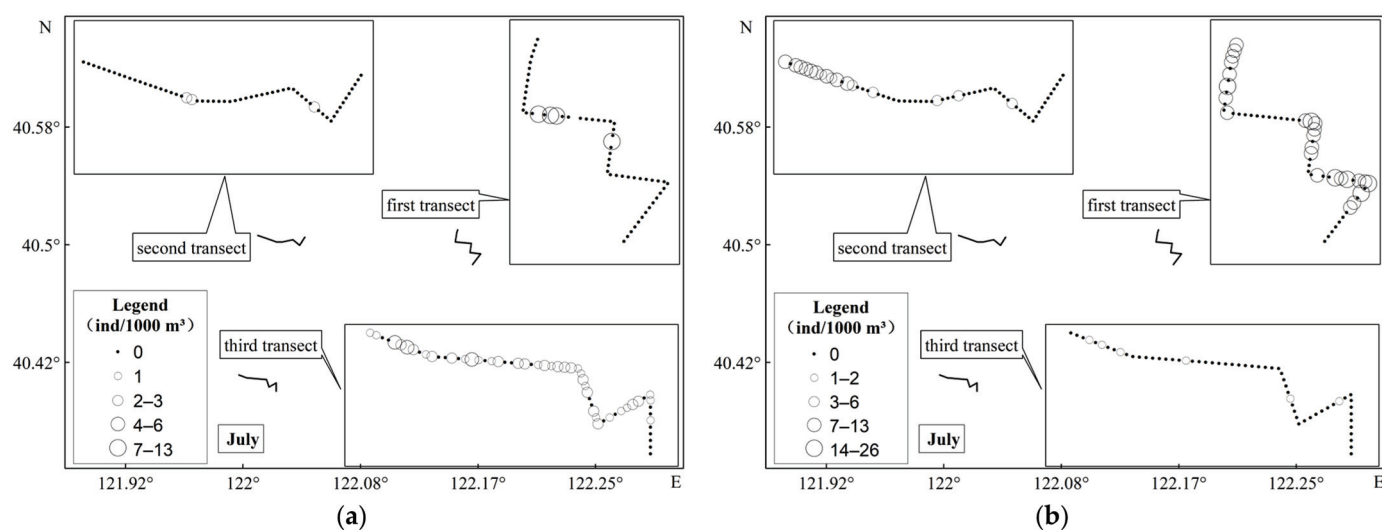 N
40.58°
40.5°
40.42°
second transect
first transect
third transect
Legend
（ind/1000 m³）
0
1
2–3
4–6
7–13
July
121.92°
122°
122.08°
122.17°
122.25°
E
(a)
N
40.58°
40.5°
40.42°
second transect
first transect
third transect
Legend
（ind/1000 m³）
0
1–2
3–6
7–13
14–26
July
121.92°
122°
122.08°
122.17°
122.25°
E
(b)